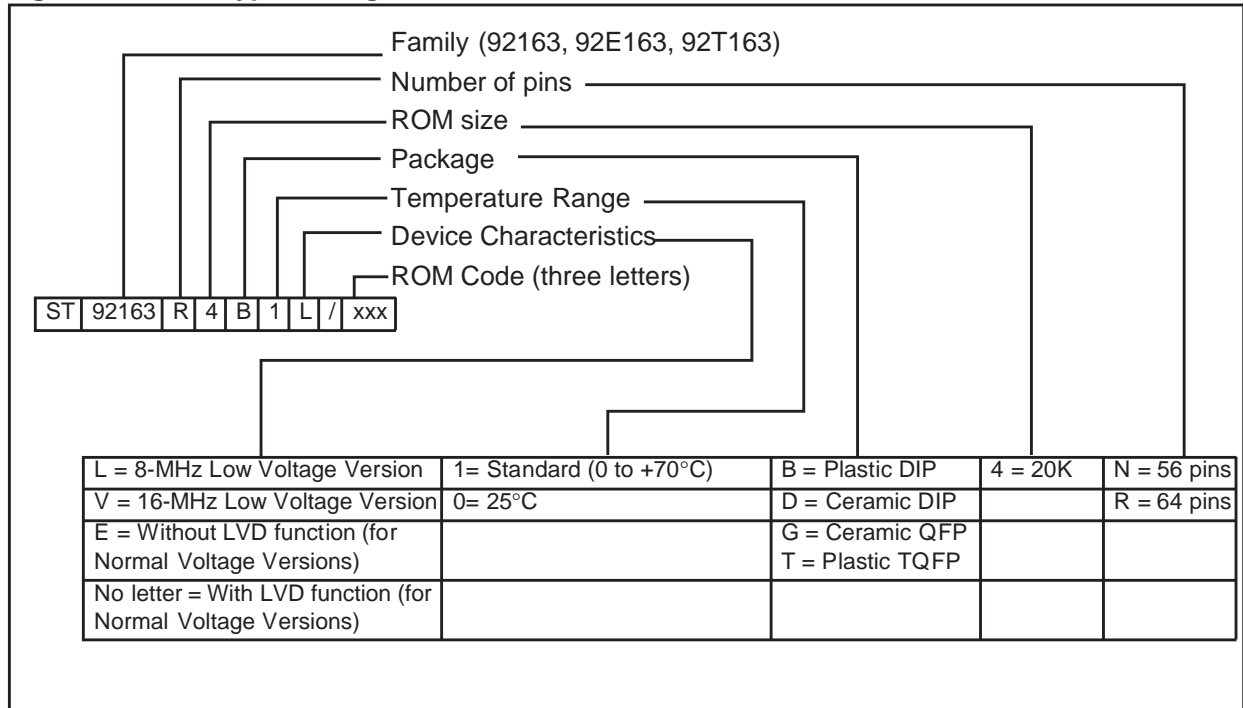 Family (92163, 92E163, 92T163)
Number of pins
ROM size
Package
Temperature Range
Device Characteristics
ROM Code (three letters)
ST 92163 R 4 B 1 L / xxx
L = 8-MHz Low Voltage Version 1= Standard (0 to +70°C) B = Plastic DIP 4 = 20K N = 56 pins
V = 16-MHz Low Voltage Version 0= 25°C D = Ceramic DIP R = 64 pins
E = Without LVD function (for G = Ceramic QFP
Normal Voltage Versions) T = Plastic TQFP
No letter = With LVD function (for
Normal Voltage Versions)